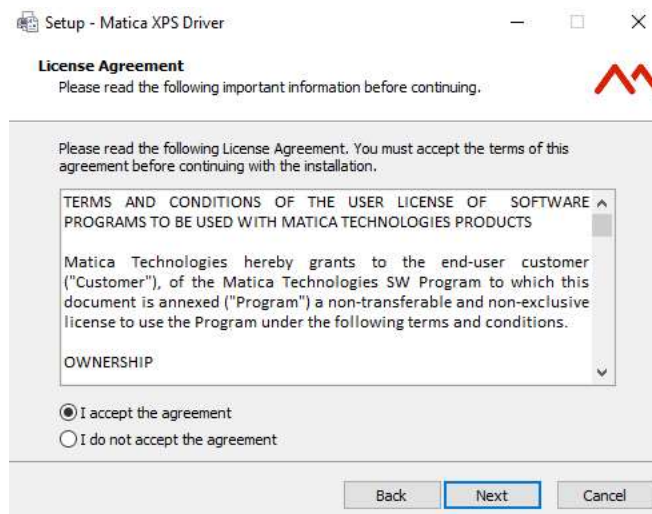 Setup - Matica XPS Driver
License Agreement
Please read the following important information before continuing.
Please read the following License Agreement. You must accept the terms of this
agreement before continuing with the installation.
TERMS AND CONDITIONS OF THE USER LICENSE OF SOFTWARE
PROGRAMS TO BE USED WITH MATICA TECHNOLOGIES PRODUCTS
Matica Technologies hereby grants to the end-user customer
("Customer"), of the Matica Technologies SW Program to which this
document is annexed ("Program") a non-transferable and non-exclusive
license to use the Program under the following terms and conditions.
OWNERSHIP
I accept the agreement
I do not accept the agreement
Back Next Cancel